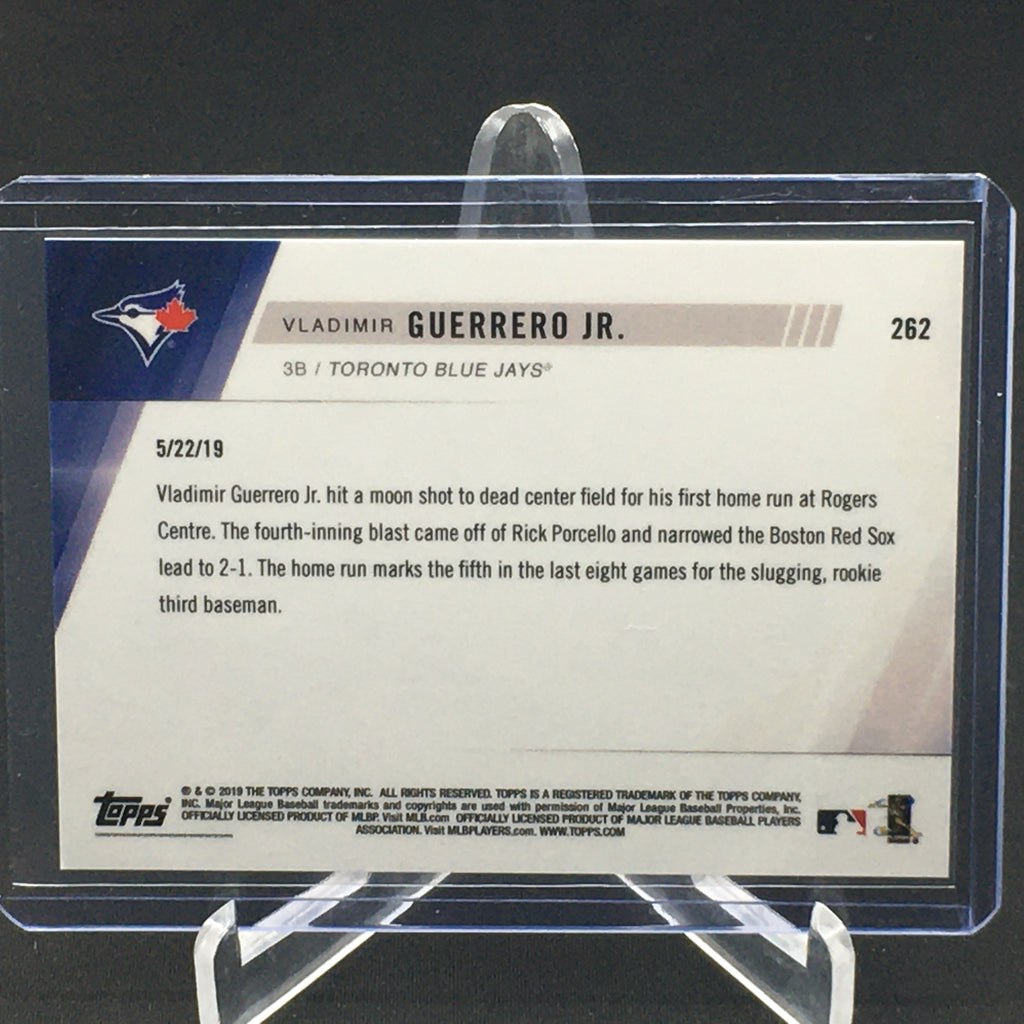 VLADIMIR GUERRERO JR.
262
3B / TORONTO BLUE JAYS®
5/22/19
Vladimir Guerrero Jr. hit a moon shot to dead center field for his first home run at Rogers
Centre. The fourth-inning blast came off of Rick Porcello and narrowed the Boston Red Sox
lead to 2-1. The home run marks the fifth in the last eight games for the slugging, rookie
third baseman.
topps®
® & © 2019 THE TOPPS COMPANY, INC. ALL RIGHTS RESERVED. TOPPS IS A REGISTERED TRADEMARK OF THE TOPPS COMPANY,
INC. Major League Baseball trademarks and copyrights are used with permission of Major League Baseball Properties, Inc.
OFFICIALLY LICENSED PRODUCT OF MLBP. Visit MLB.com OFFICIALLY LICENSED PRODUCT OF MAJOR LEAGUE BASEBALL PLAYERS
ASSOCIATION. Visit MLBPLAYERS.com. WWW.TOPPS.COM